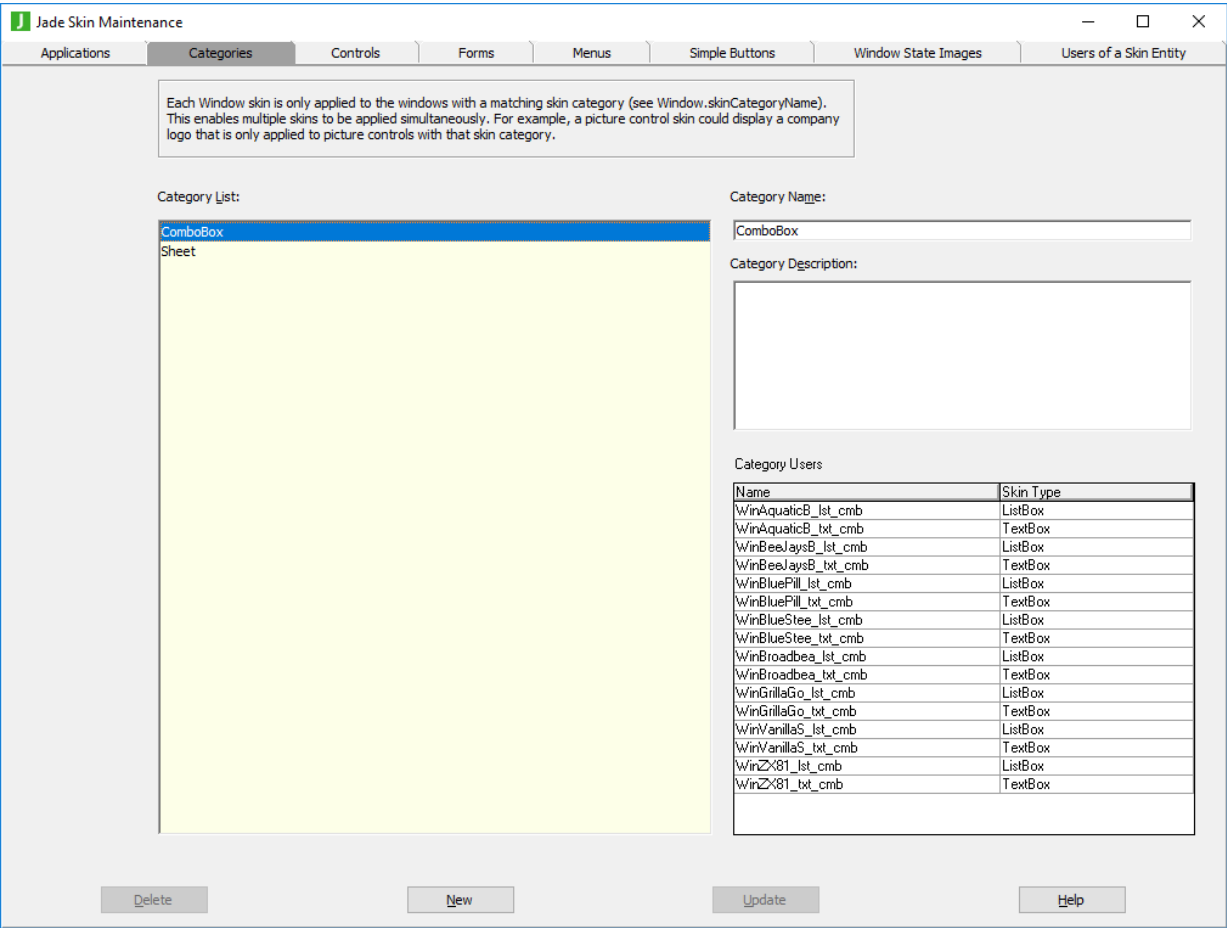 Jade Skin Maintenance
Applications Categories Controls Forms Menus Simple Buttons Window State Images Users of a Skin Entity
Each Window skin is only applied to the windows with a matching skin category (see Window.skinCategoryName).
This enables multiple skins to be applied simultaneously. For example, a picture control skin could display a company
logo that is only applied to picture controls with that skin category.
Category List:
ComboBox
Sheet
Category Name:
ComboBox
Category Description:
Category Users
Name Skin Type
WinAquaticB_lst_cmb ListBox
WinAquaticB_txt_cmb TextBox
WinBeeJaysB_lst_cmb ListBox
WinBeeJaysB_txt_cmb TextBox
WinBluePill_lst_cmb ListBox
WinBluePill_txt_cmb TextBox
WinBlueStee_lst_cmb ListBox
WinBlueStee_txt_cmb TextBox
WinBroadbea_lst_cmb ListBox
WinBroadbea_txt_cmb TextBox
WinGrillaGo_lst_cmb ListBox
WinGrillaGo_txt_cmb TextBox
WinVanillaS_lst_cmb ListBox
WinVanillaS_txt_cmb TextBox
WinZX81_lst_cmb ListBox
WinZX81_txt_cmb TextBox
Delete New Update Help